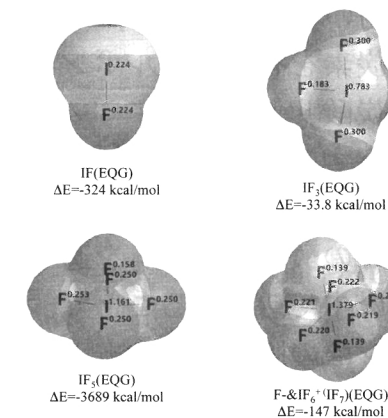 I0.224
F0.224
IF(EQG)
ΔE=-324 kcal/mol
F0.300
F0.183
I0.783
F0.300
IF3(EQG)
ΔE=-33.8 kcal/mol
F0.158
F0.250
F0.253
I1.161
F0.250
F0.250
IF5(EQG)
ΔE=-3689 kcal/mol
F0.139
F0.222
F0.221
I1.379
F0.219
F0.220
F0.139
F-&IF6+ (IF7)(EQG)
ΔE=-147 kcal/mol